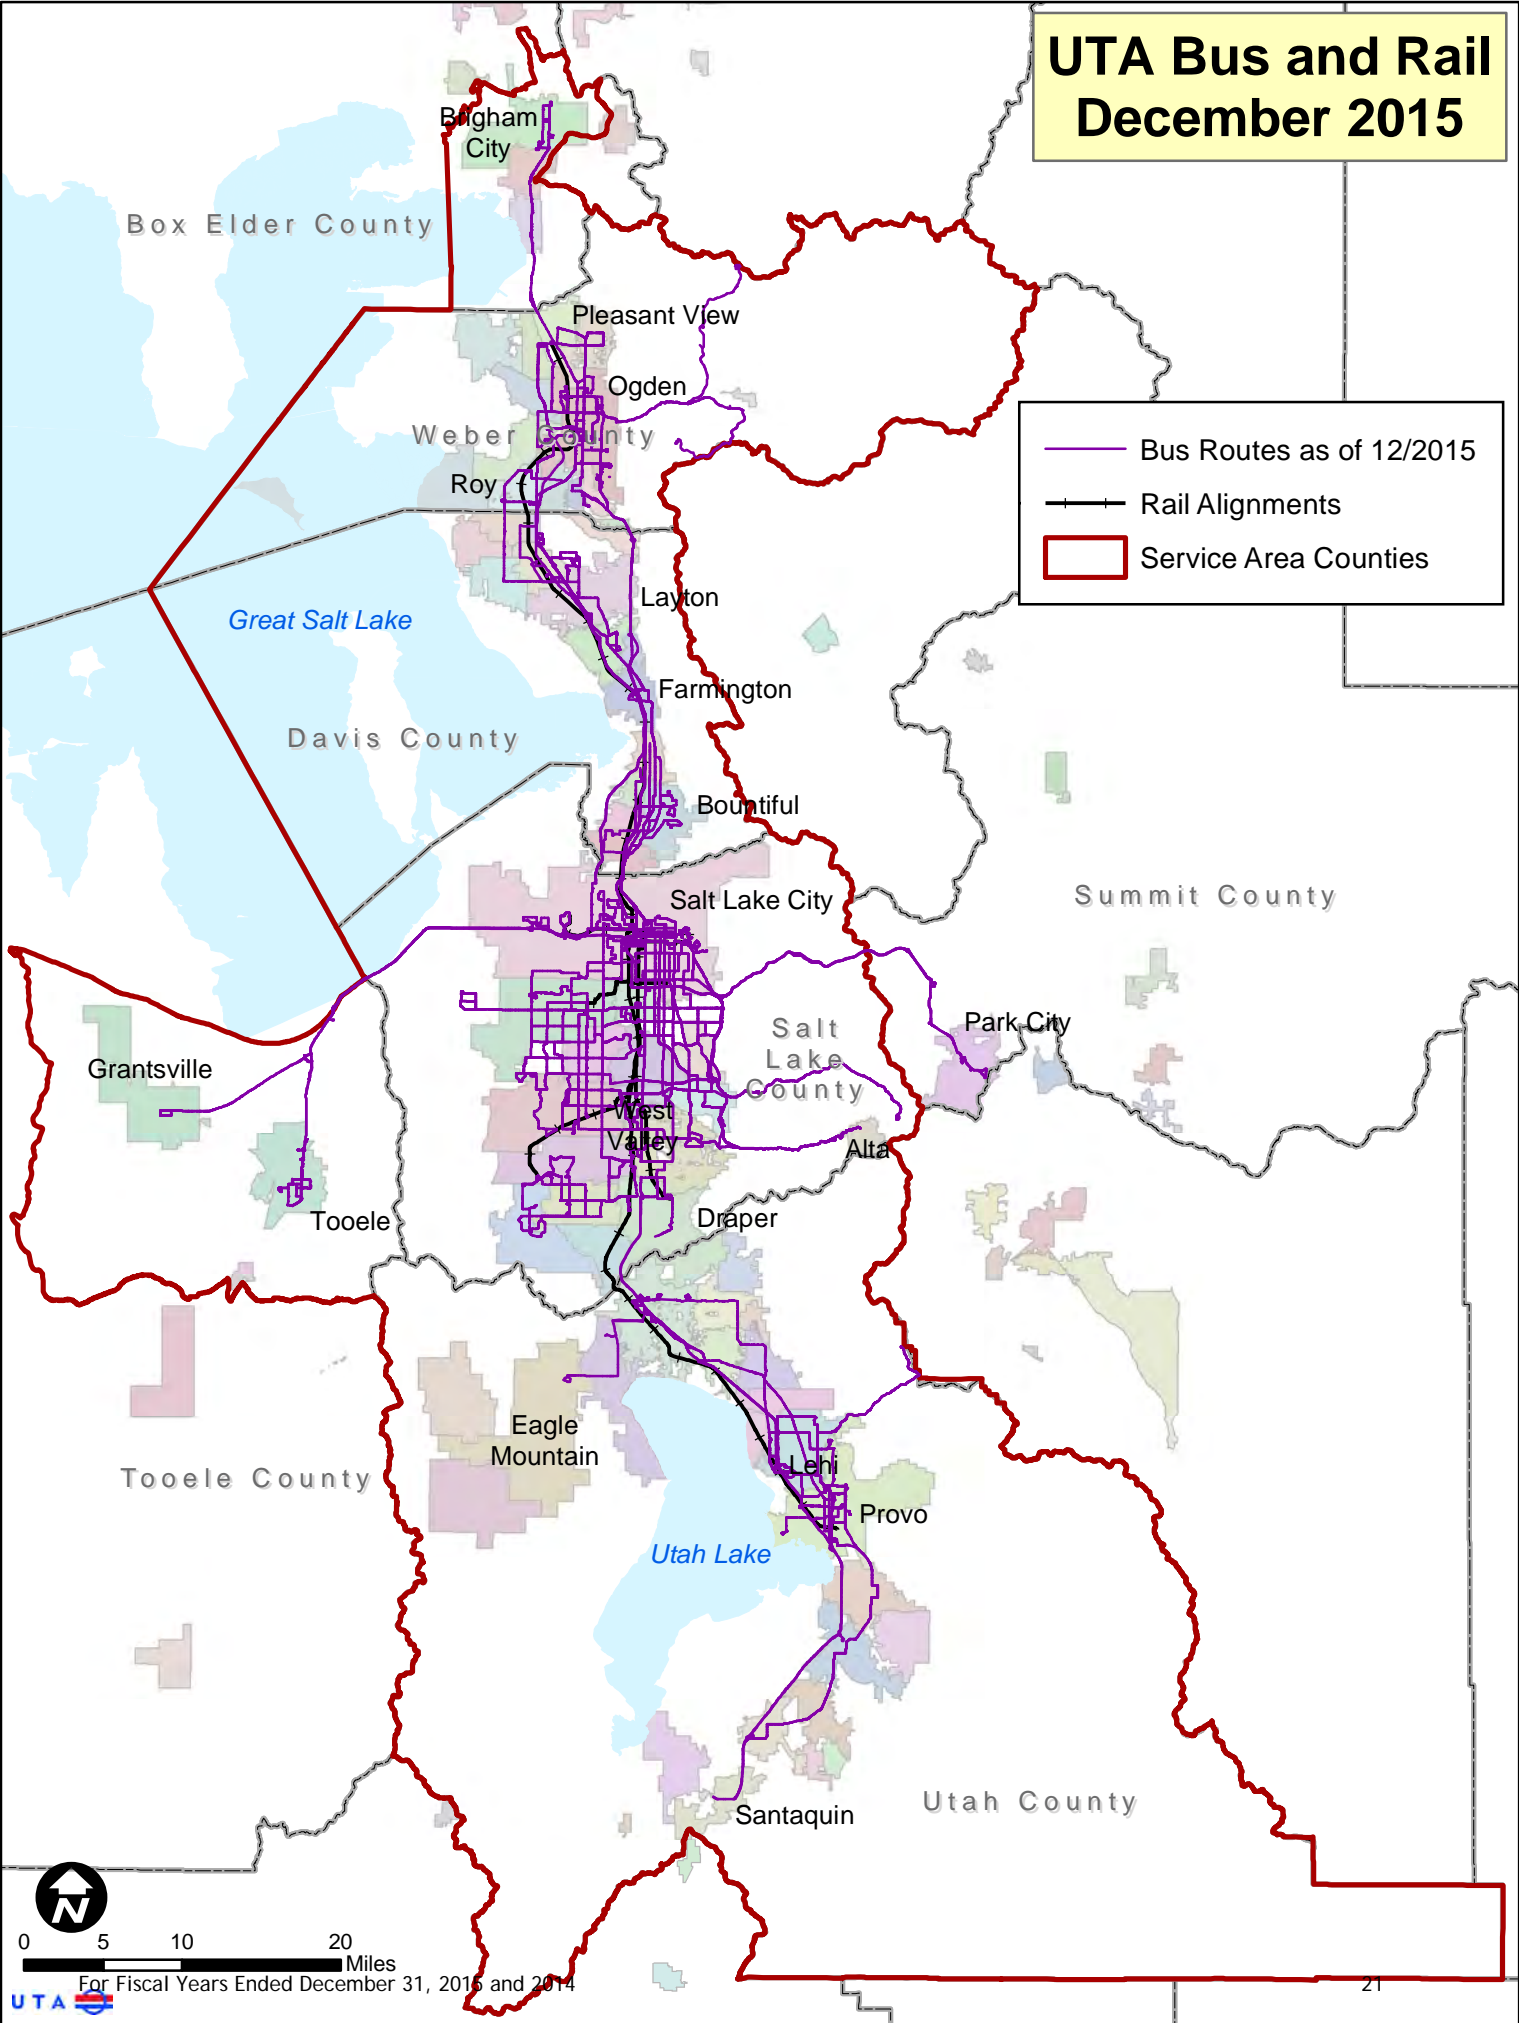 UTA Bus and Rail
December 2015
Brigham
City
Box Elder County
Pleasant View
Ogden
Weber County
Roy
Bus Routes as of 12/2015
Rail Alignments
Service Area Counties
Layton
Great Salt Lake
Farmington
Davis County
Bountiful
Salt Lake City
Summit County
Salt
Lake
County
Park City
Grantsville
West
Valley
Alta
Tooele
Draper
Eagle
Mountain
Tooele County
Lehi
Provo
Utah Lake
Santaquin
Utah County
N
0 5 10 20
Miles
For Fiscal Years Ended December 31, 2015 and 2014
21
UTA